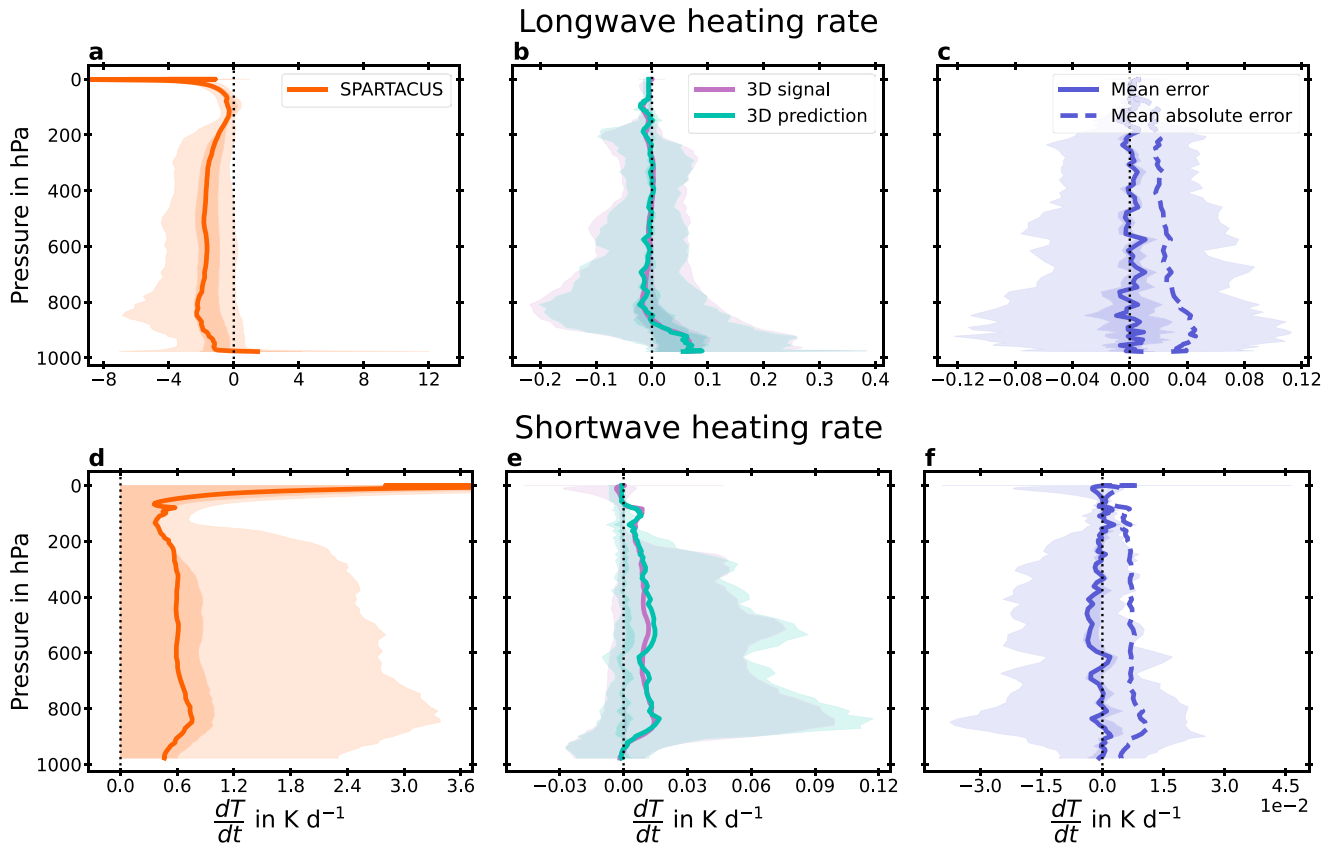 Longwave heating rate
a
b
c
SPARTACUS
3D signal
3D prediction
Mean error
Mean absolute error
Pressure in hPa
0
200
400
600
800
1000
−8 −4 0 4 8 12
−0.2 −0.1 0.0 0.1 0.2 0.3 0.4
−0.12 −0.08 −0.04 0.00 0.04 0.08 0.12
Shortwave heating rate
d
e
f
Pressure in hPa
0
200
400
600
800
1000
0.0 0.6 1.2 1.8 2.4 3.0 3.6
−0.03 0.00 0.03 0.06 0.09 0.12
−3.0 −1.5 0.0 1.5 3.0 4.5
1e−2
dT/dt in K d⁻¹
dT/dt in K d⁻¹
dT/dt in K d⁻¹